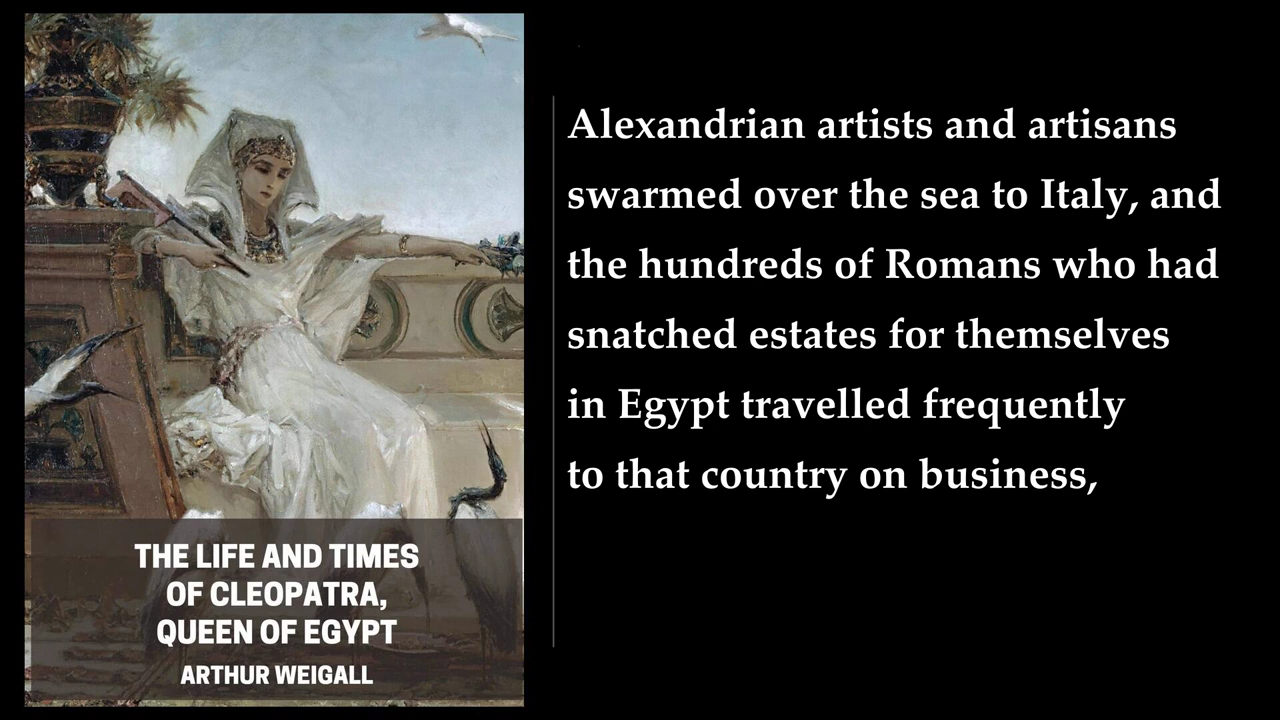 THE LIFE AND TIMES
OF CLEOPATRA,
QUEEN OF EGYPT
ARTHUR WEIGALL
Alexandrian artists and artisans
swarmed over the sea to Italy, and
the hundreds of Romans who had
snatched estates for themselves
in Egypt travelled frequently
to that country on business,